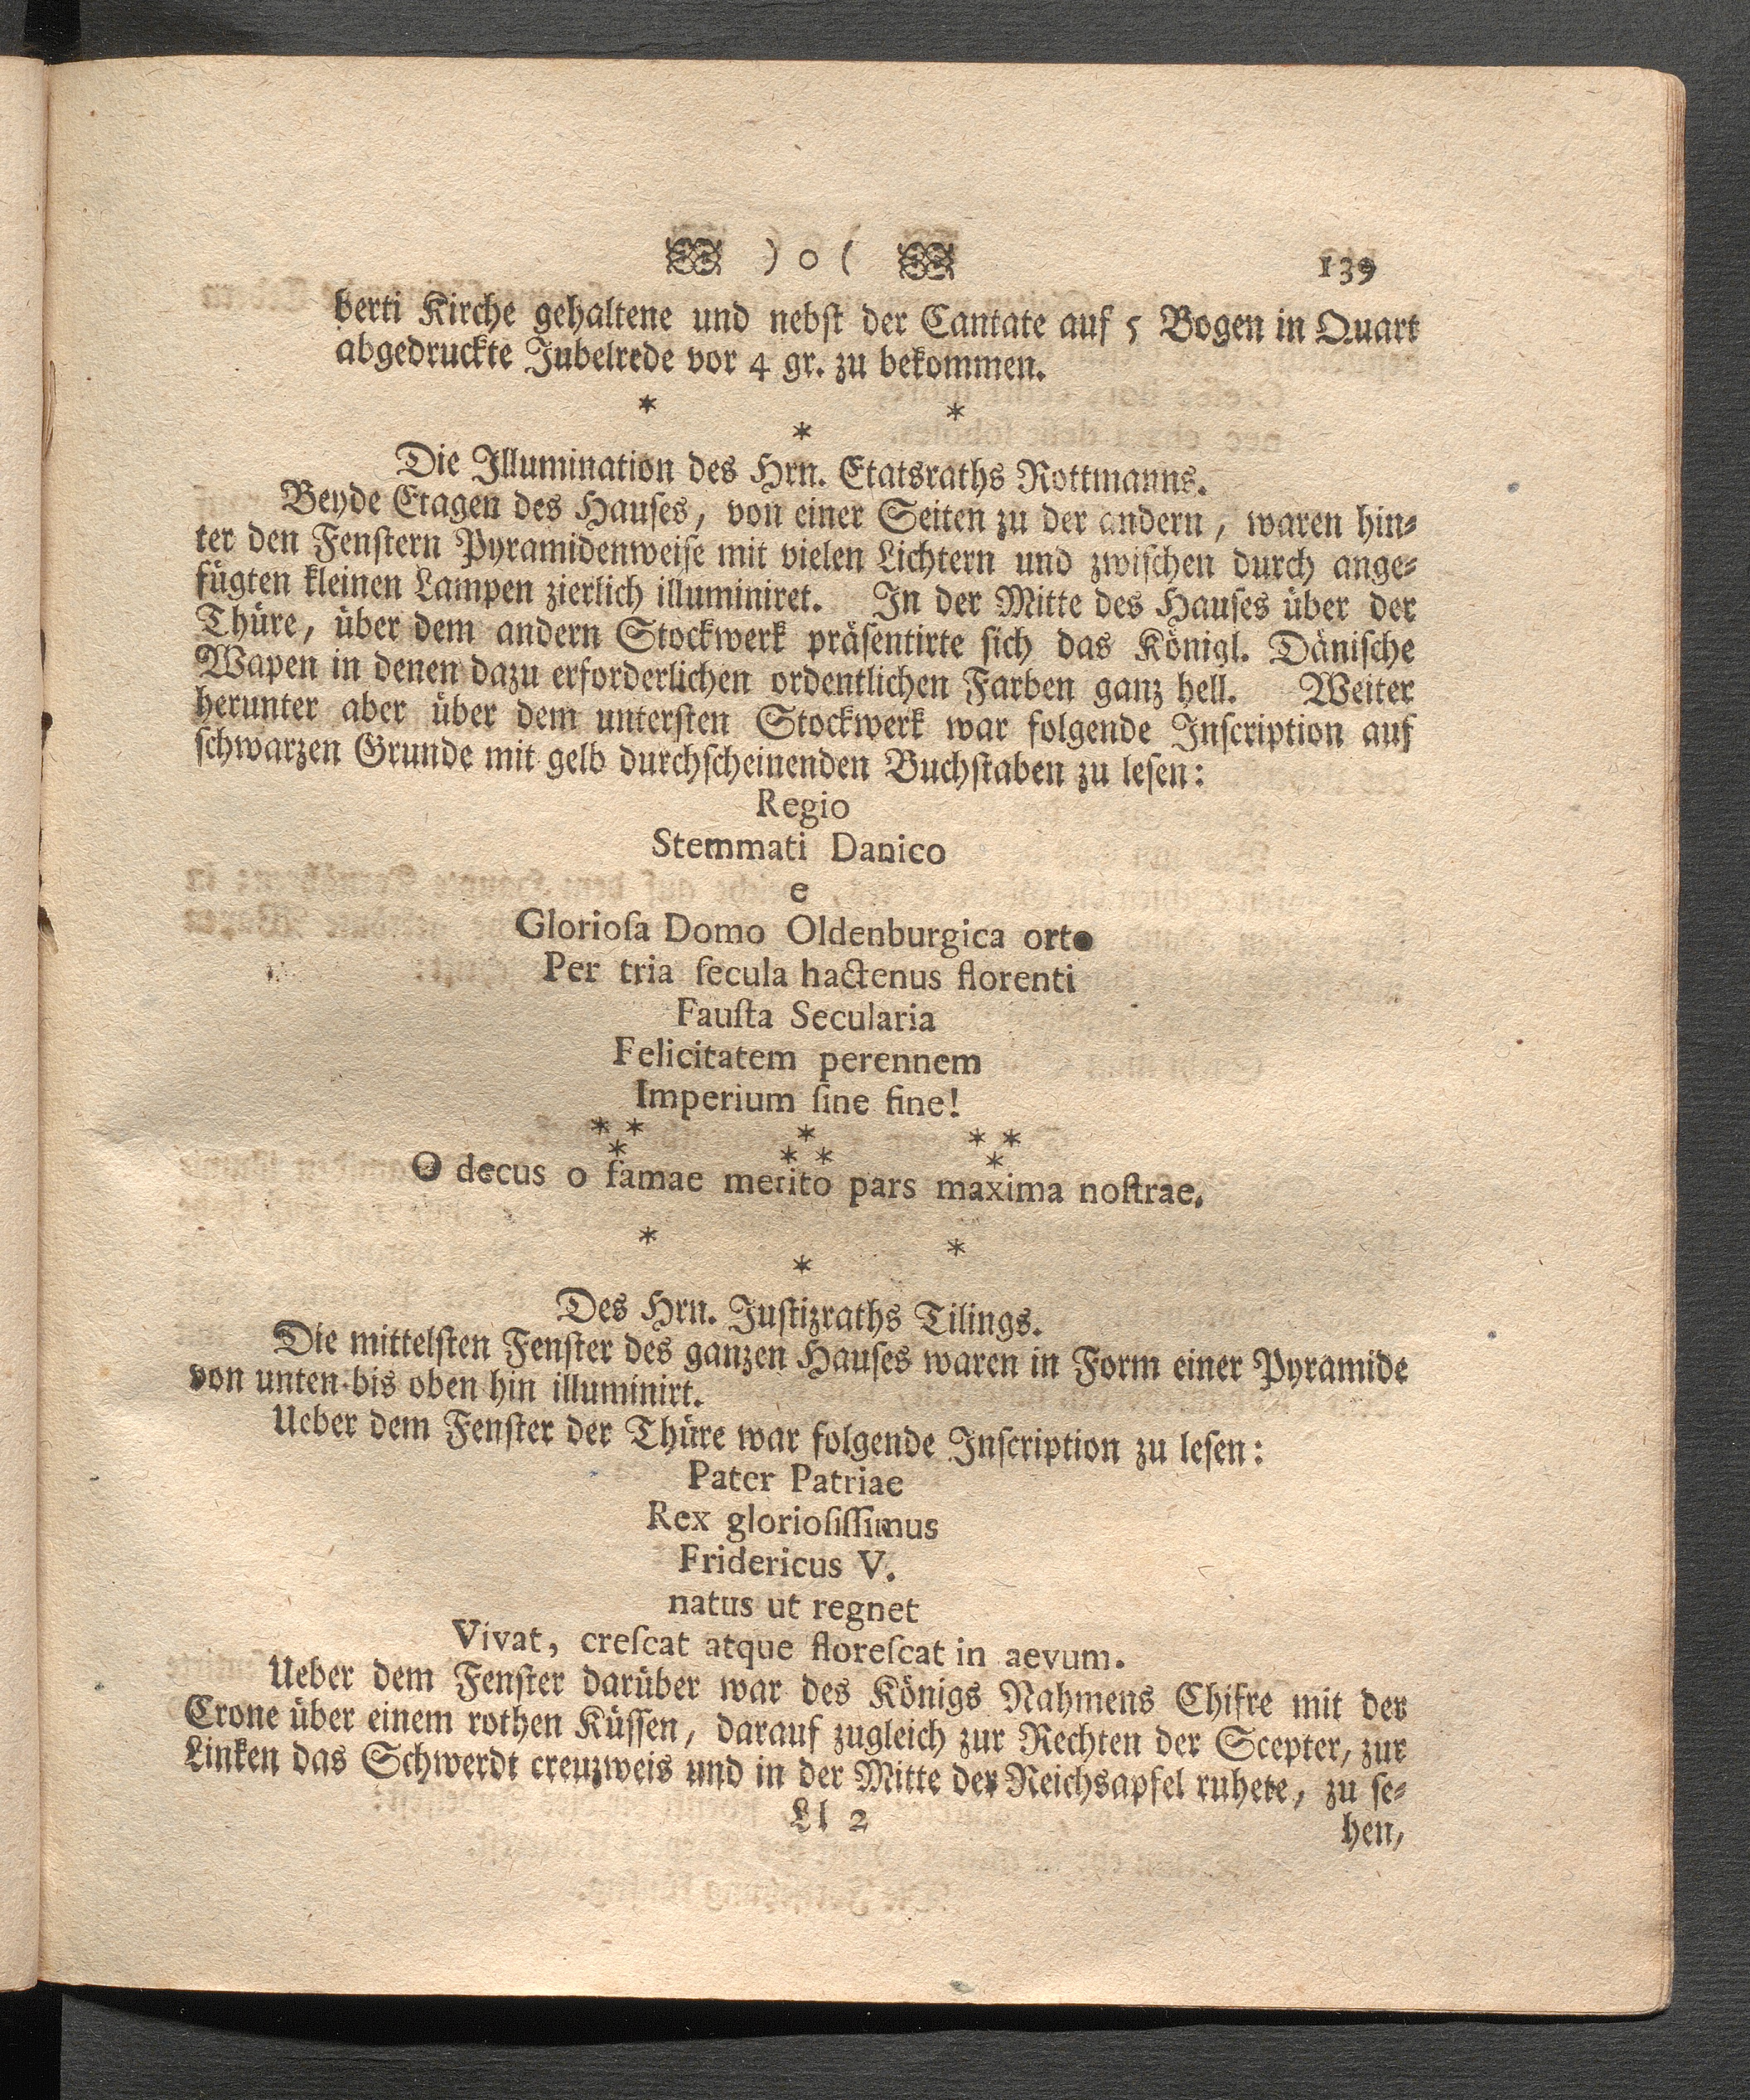 ) o (
139
berti Kirche gehaltene und nebst der Cantate auf 5 Bogen in Quart
abgedruckte Jubelrede vor 4 gr. zu bekommen.
* * *
Die Illumination des Hrn. Etatsraths Rottmanns.
Beyde Etagen des Hauses, von einer Seiten zu der andern, waren hin-
ter den Fenstern Pyramidenweise mit vielen Lichtern und zwischen durch ange-
fügten kleinen Lampen zierlich illuminiret. In der Mitte des Hauses über der
Thüre, über dem andern Stockwerk präsentirte sich das Königl. Dänische
Wapen in denen dazu erforderlichen ordentlichen Farben ganz hell. Weiter
herunter aber über dem untersten Stockwerk war folgende Inscription auf
schwarzen Grunde mit gelb durchscheinenden Buchstaben zu lesen:
Regio
Stemmati Danico
e
Glorioſa Domo Oldenburgica orto
Per tria ſecula hactenus florenti
Fauſta Secularia
Felicitatem perennem
Imperium ſine fine!
* * * * *
* * * *
O decus o famae merito pars maxima noſtrae.
* * *
Des Hrn. Justizraths Tilings.
Die mittelsten Fenster des ganzen Hauses waren in Form einer Pyramide
von unten bis oben hin illuminirt.
Ueber dem Fenster der Thüre war folgende Inscription zu lesen:
Pater Patriae
Rex glorioſiſſimus
Fridericus V.
natus ut regnet
Vivat, creſcat atque floreſcat in aevum.
Ueber dem Fenster darüber war des Königs Nahmens Chifre mit der
Crone über einem rothen Küssen, darauf zugleich zur Rechten der Scepter, zur
Linken das Schwerdt creuzweis und in der Mitte der Reichsapfel ruhete, zu se-
Ll 2
hen,